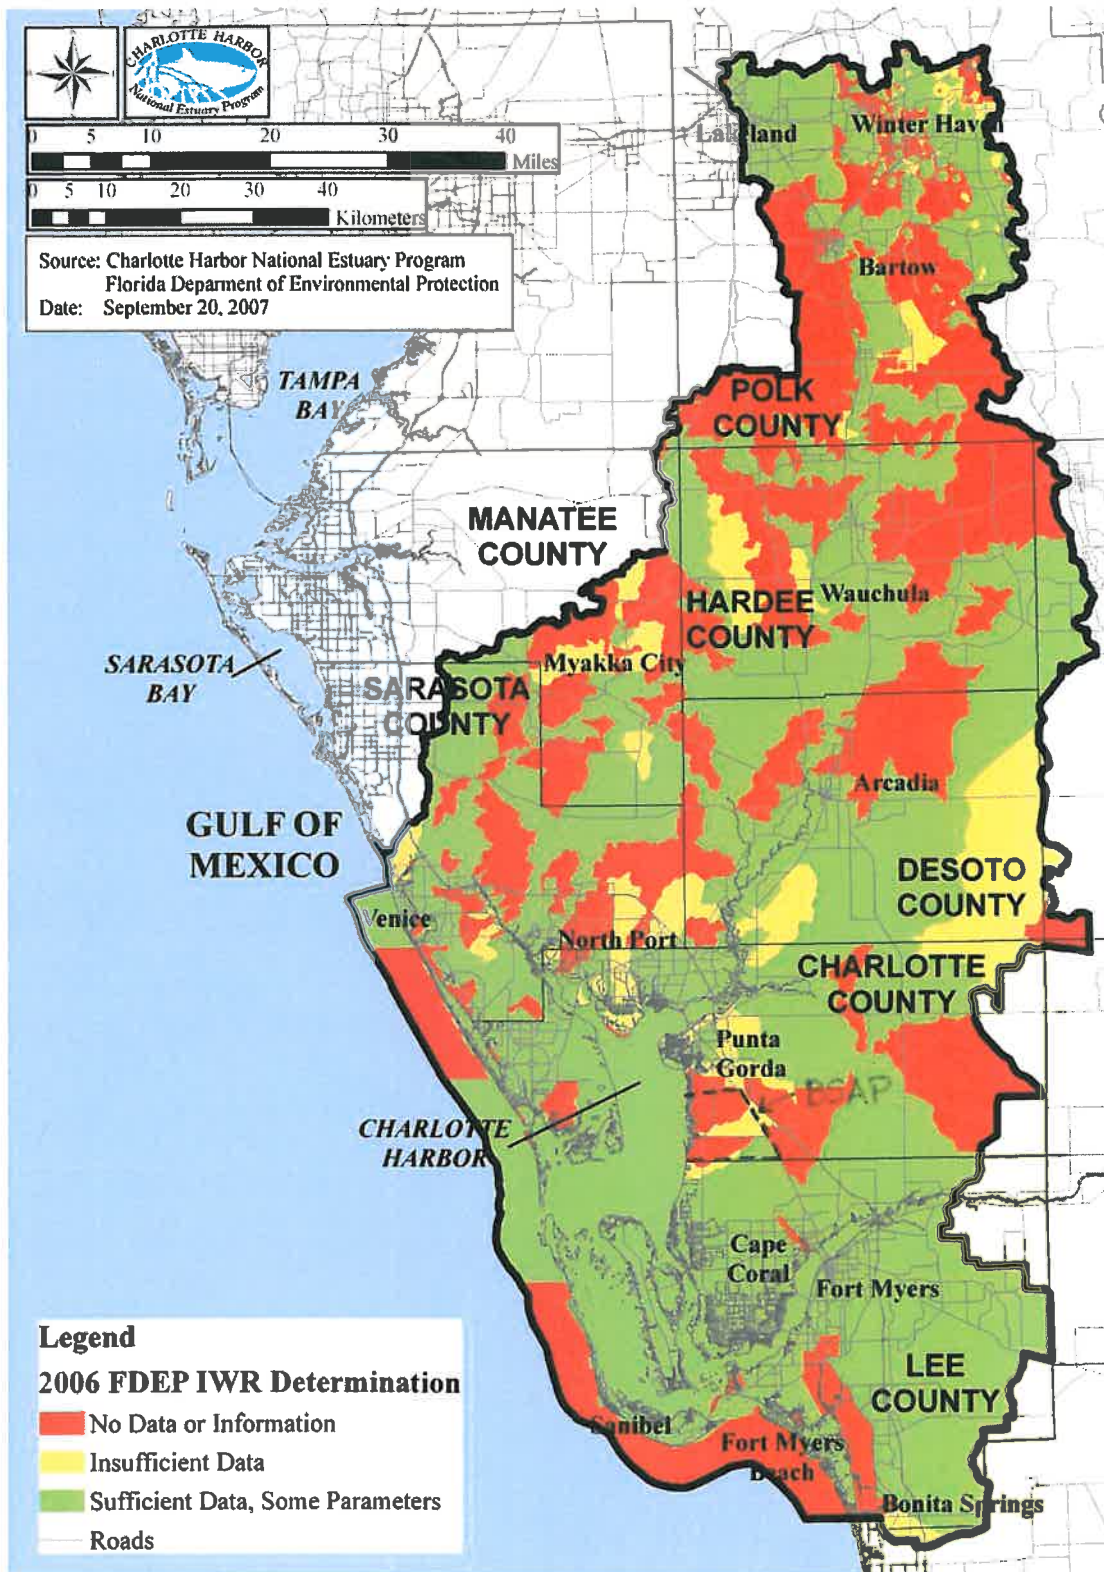 CHARLOTTE HARBOR
National Estuary Program
0 5 10 20 30 40
Miles
0 5 10 20 30 40
Kilometers
Source: Charlotte Harbor National Estuary Program
Florida Deparment of Environmental Protection
Date: September 20, 2007
Lakeland
Winter Haven
Bartow
TAMPA
BAY
POLK
COUNTY
MANATEE
COUNTY
HARDEE
COUNTY
Wauchula
SARASOTA
BAY
Myakka City
SARASOTA
COUNTY
Arcadia
GULF OF
MEXICO
DESOTO
COUNTY
Venice
North Port
CHARLOTTE
COUNTY
Punta
Gorda
BSAP
CHARLOTTE
HARBOR
Cape
Coral
Fort Myers
LEE
COUNTY
Sanibel
Fort Myers
Beach
Bonita Springs
Legend
2006 FDEP IWR Determination
No Data or Information
Insufficient Data
Sufficient Data, Some Parameters
Roads